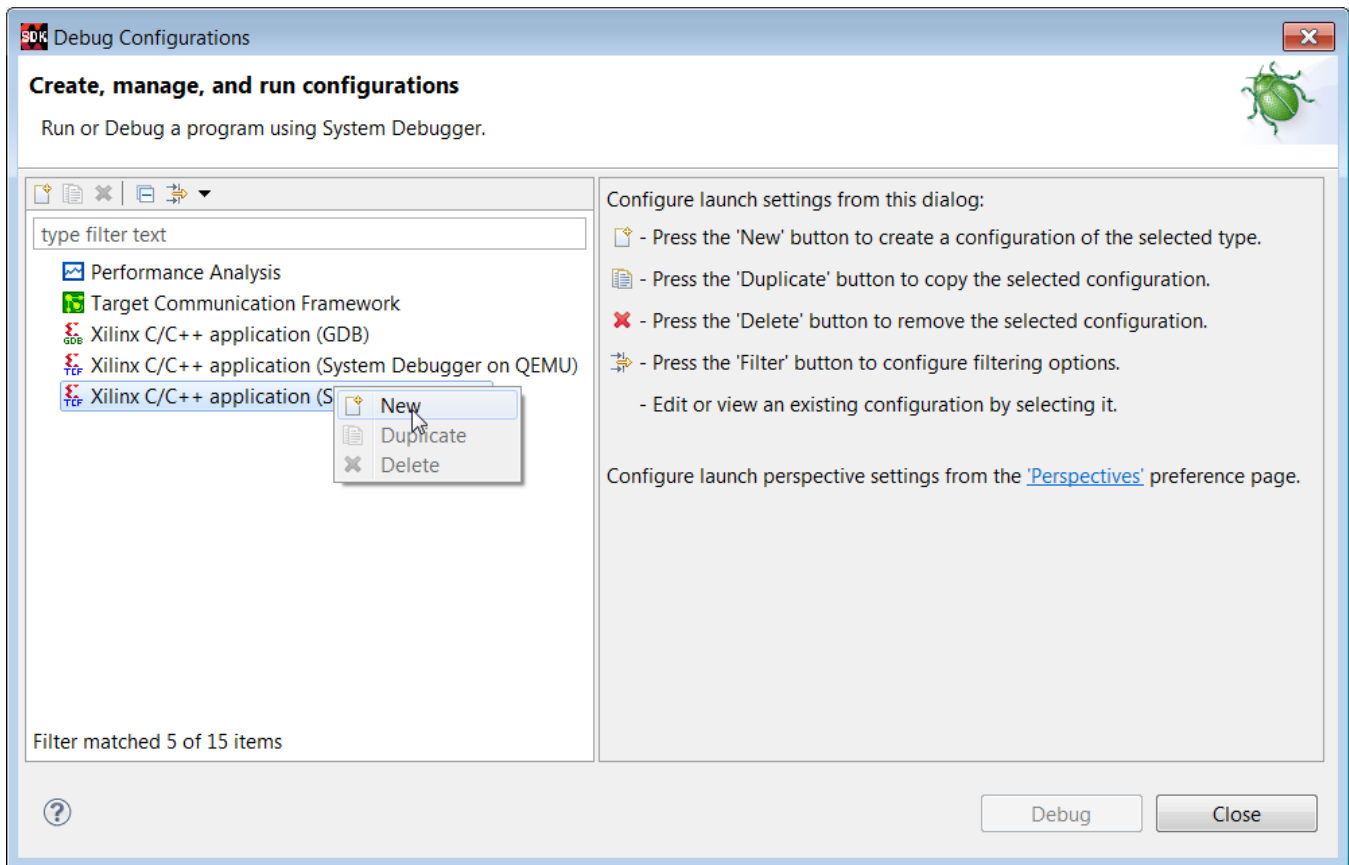 SDK Debug Configurations
Create, manage, and run configurations
Run or Debug a program using System Debugger.
type filter text
Performance Analysis
Target Communication Framework
GDB Xilinx C/C++ application (GDB)
TCF Xilinx C/C++ application (System Debugger on QEMU)
TCF Xilinx C/C++ application (S
New
Duplicate
Delete
Filter matched 5 of 15 items
Configure launch settings from this dialog:
- Press the 'New' button to create a configuration of the selected type.
- Press the 'Duplicate' button to copy the selected configuration.
- Press the 'Delete' button to remove the selected configuration.
- Press the 'Filter' button to configure filtering options.
- Edit or view an existing configuration by selecting it.
Configure launch perspective settings from the 'Perspectives' preference page.
?
Debug
Close